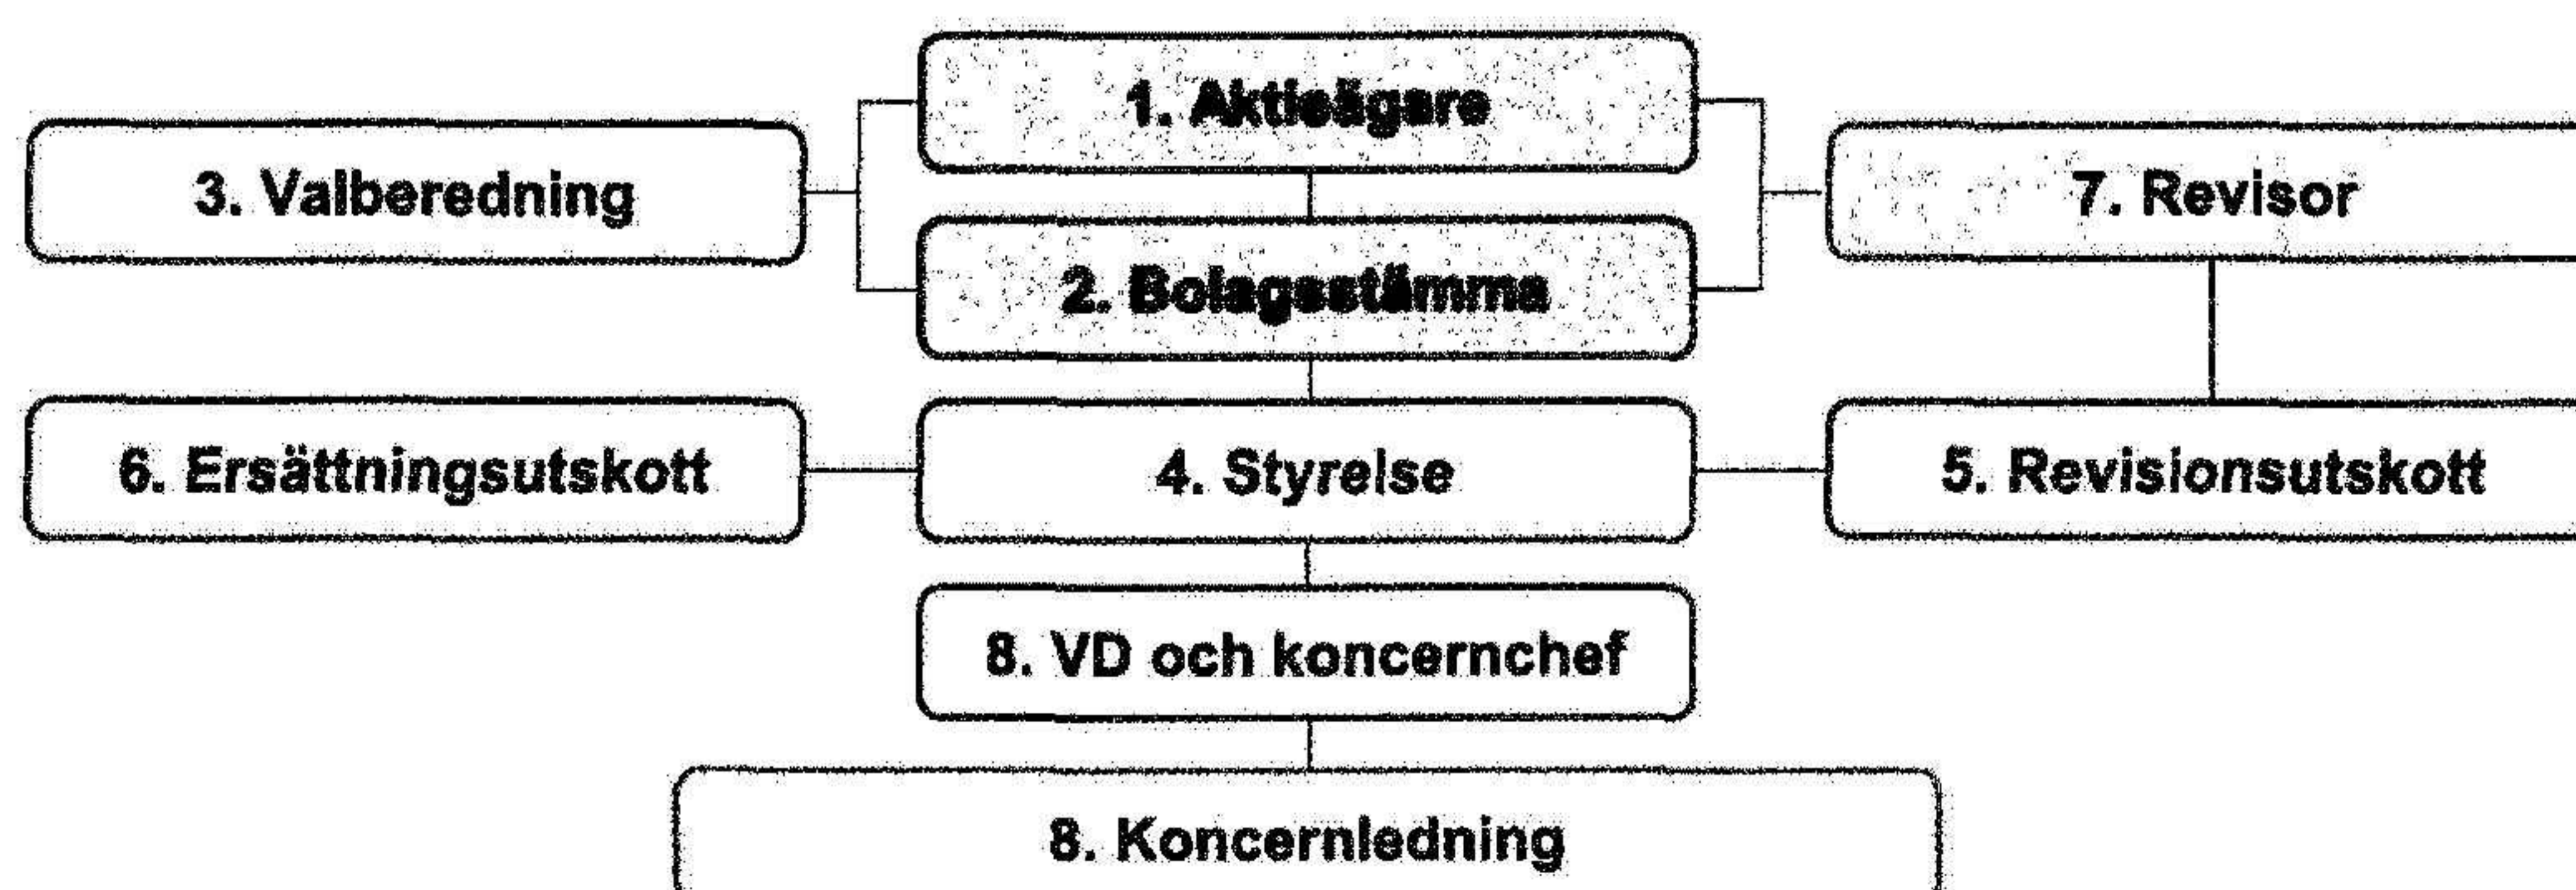 1. Aktieägare
3. Valberedning
7. Revisor
2. Bolagsstämma
6. Ersättningsutskott
4. Styrelse
5. Revisionsutskott
8. VD och koncernchef
8. Koncernledning